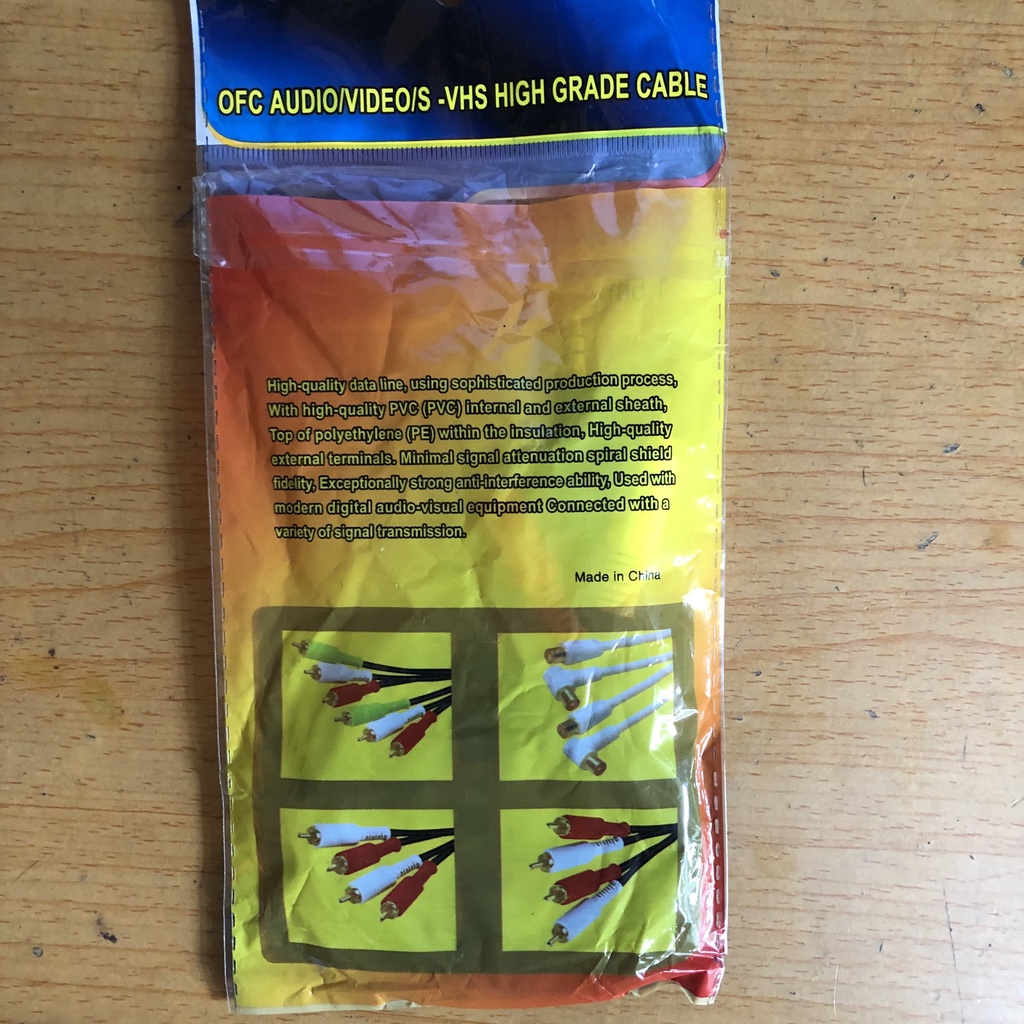 OFC AUDIO/VIDEO/S -VHS HIGH GRADE CABLE
High-quality data line, using sophisticated production process,
With high-quality PVC (PVC) internal and external sheath,
Top of polyethylene (PE) within the insulation, High-quality
external terminals. Minimal signal attenuation spiral shield
fidelity, Exceptionally strong anti-interference ability, Used with
modern digital audio-visual equipment Connected with a
variety of signal transmission.
Made in China